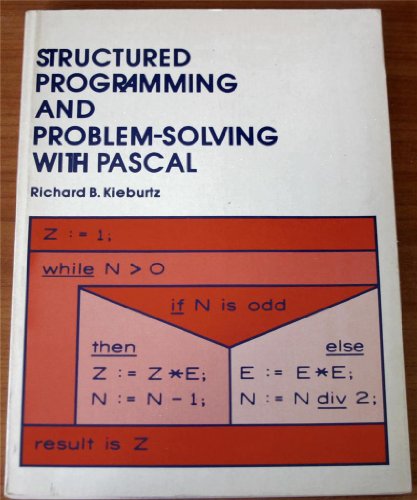 STRUCTURED
PROGRAMMING
AND
PROBLEM-SOLVING
WITH PASCAL
Richard B. Kieburtz
Z := 1;
while N > 0
if N is odd
then
Z := Z*E;
N := N - 1;
else
E := E*E;
N := N div 2;
result is Z